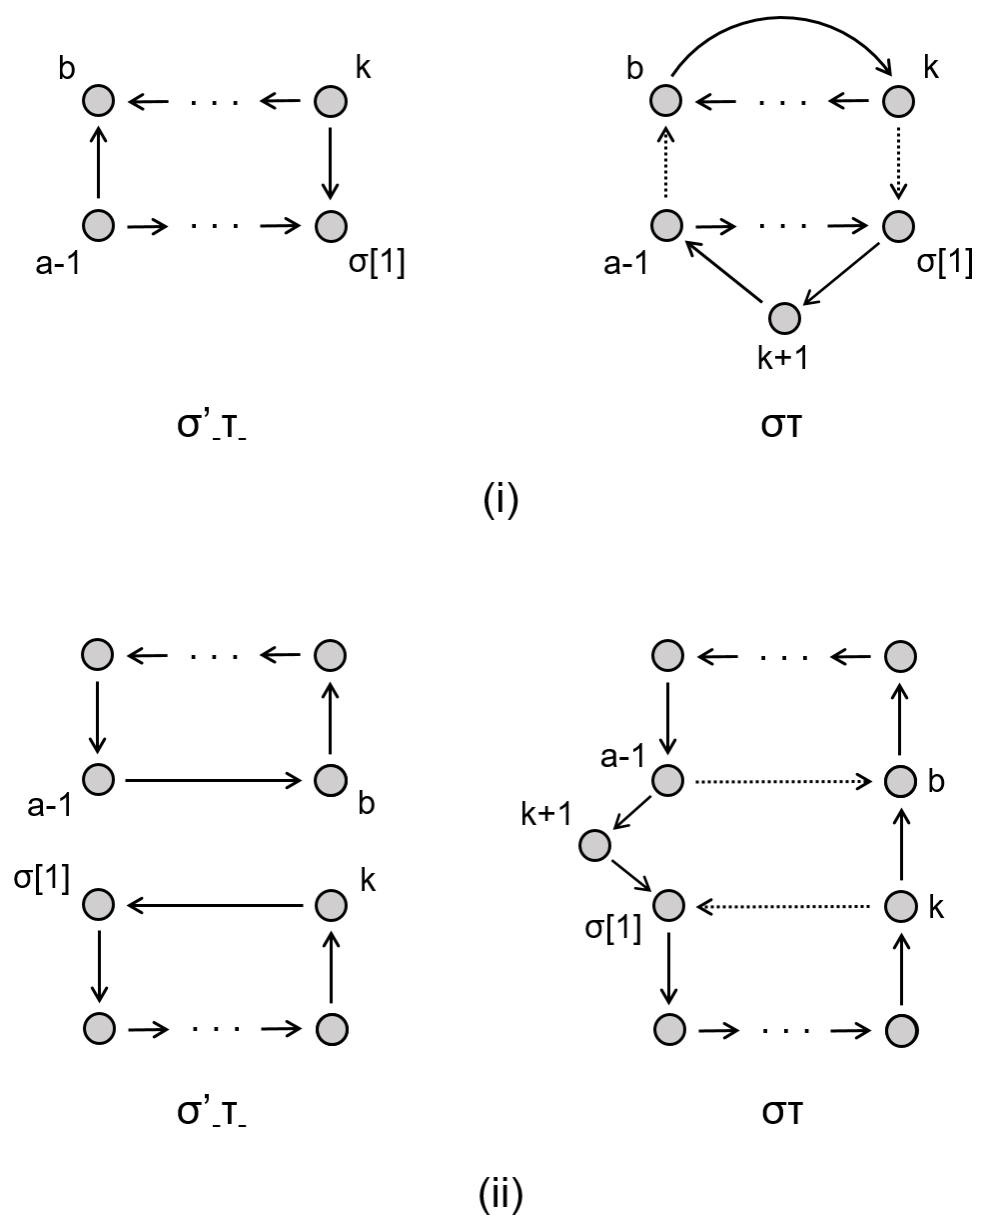 b k b k
a-1 σ[1] a-1 σ[1]
k+1
σ’₋τ₋ στ
(i)
a-1 b a-1 b
k+1
σ[1] k σ[1] k
σ’₋τ₋ στ
(ii)